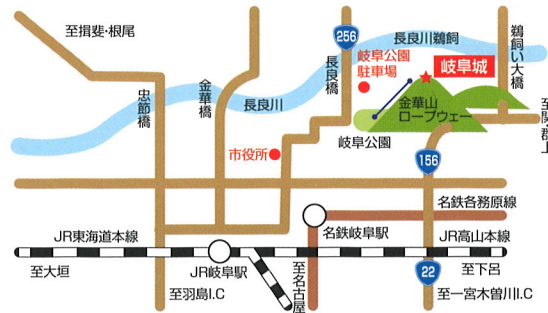 至揖斐・根尾
256
長良川鵜飼
鵜飼い大橋
岐阜公園
駐車場
岐阜城
長良橋
金華橋
忠節橋
長良川
金華山
ロープウェー
至関・郡上
岐阜公園
市役所
156
名鉄各務原線
名鉄岐阜駅
JR東海道本線
JR高山本線
至大垣
JR岐阜駅
至名古屋
22
至下呂
至羽島I.C
至一宮木曽川I.C